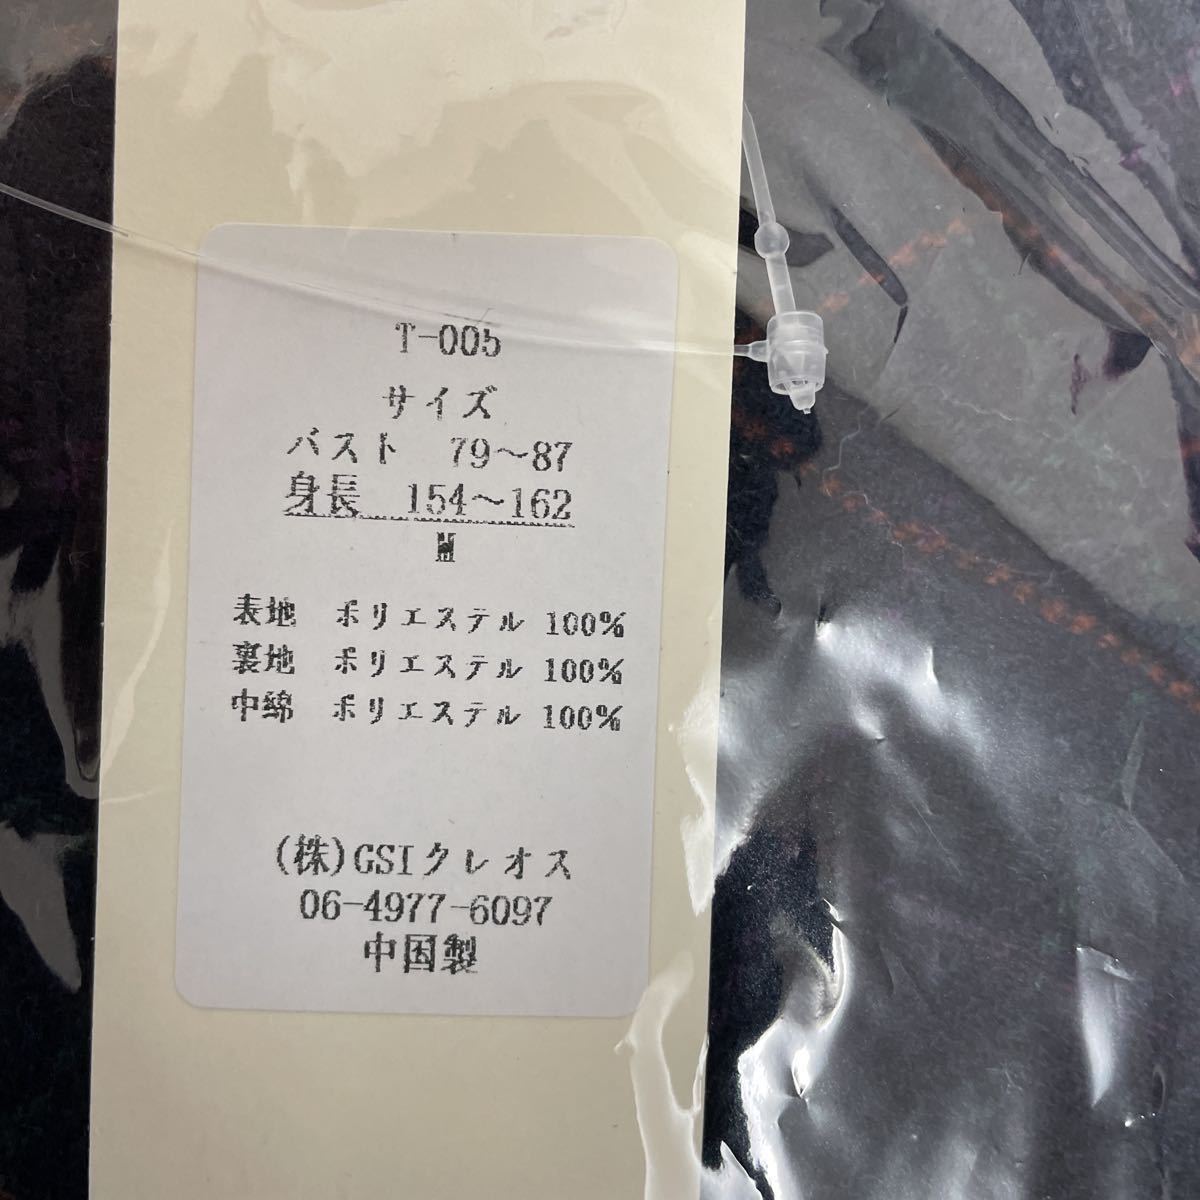 T-005
サイズ
バスト 79～87
身長 154～162
M
表地 ポリエステル 100%
裏地 ポリエステル 100%
中綿 ポリエステル 100%
(株)GSIクレオス
06-4977-6097
中国製